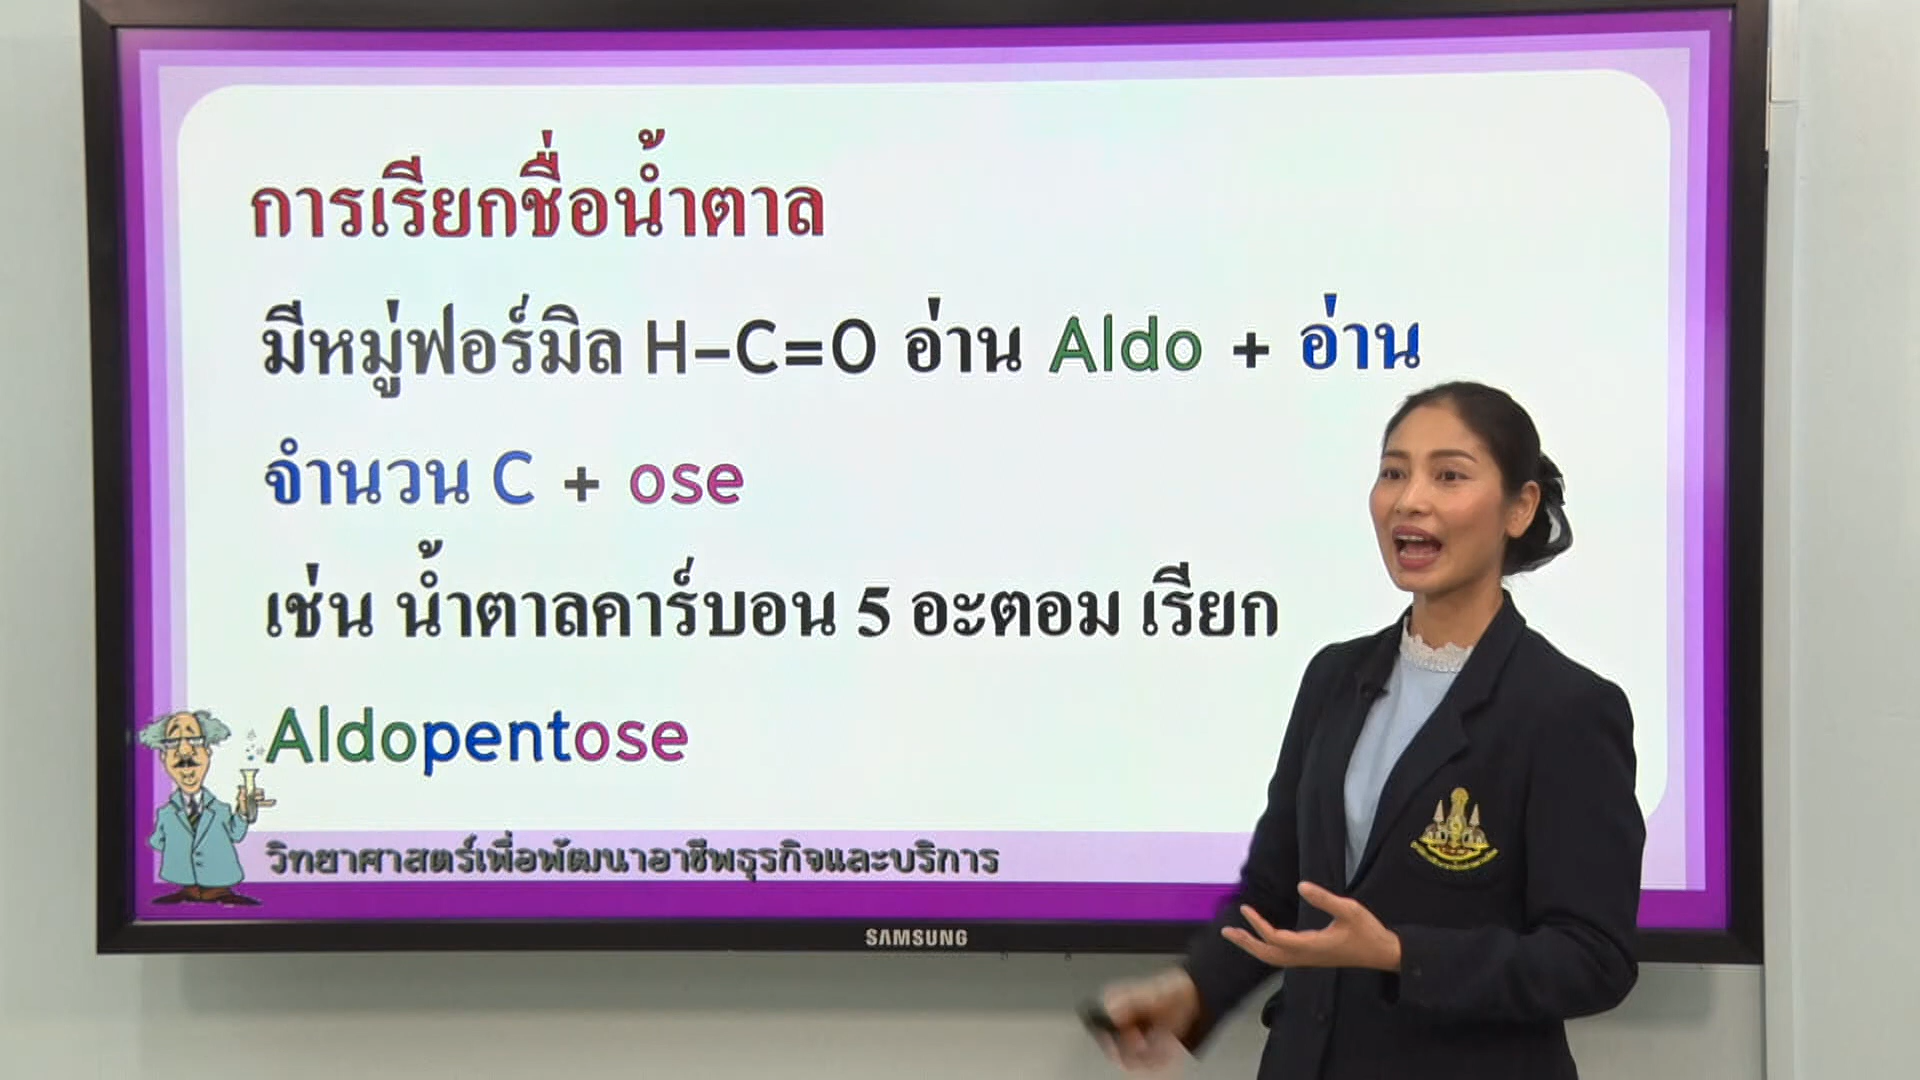 การเรียกชื่อน้ำตาล
มีหมู่ฟอร์มิล H-C=O อ่าน Aldo + อ่าน
จำนวน C + ose
เช่น น้ำตาลคาร์บอน 5 อะตอม เรียก
Aldopentose
วิทยาศาสตร์เพื่อพัฒนาอาชีพธุรกิจและบริการ
SAMSUNG